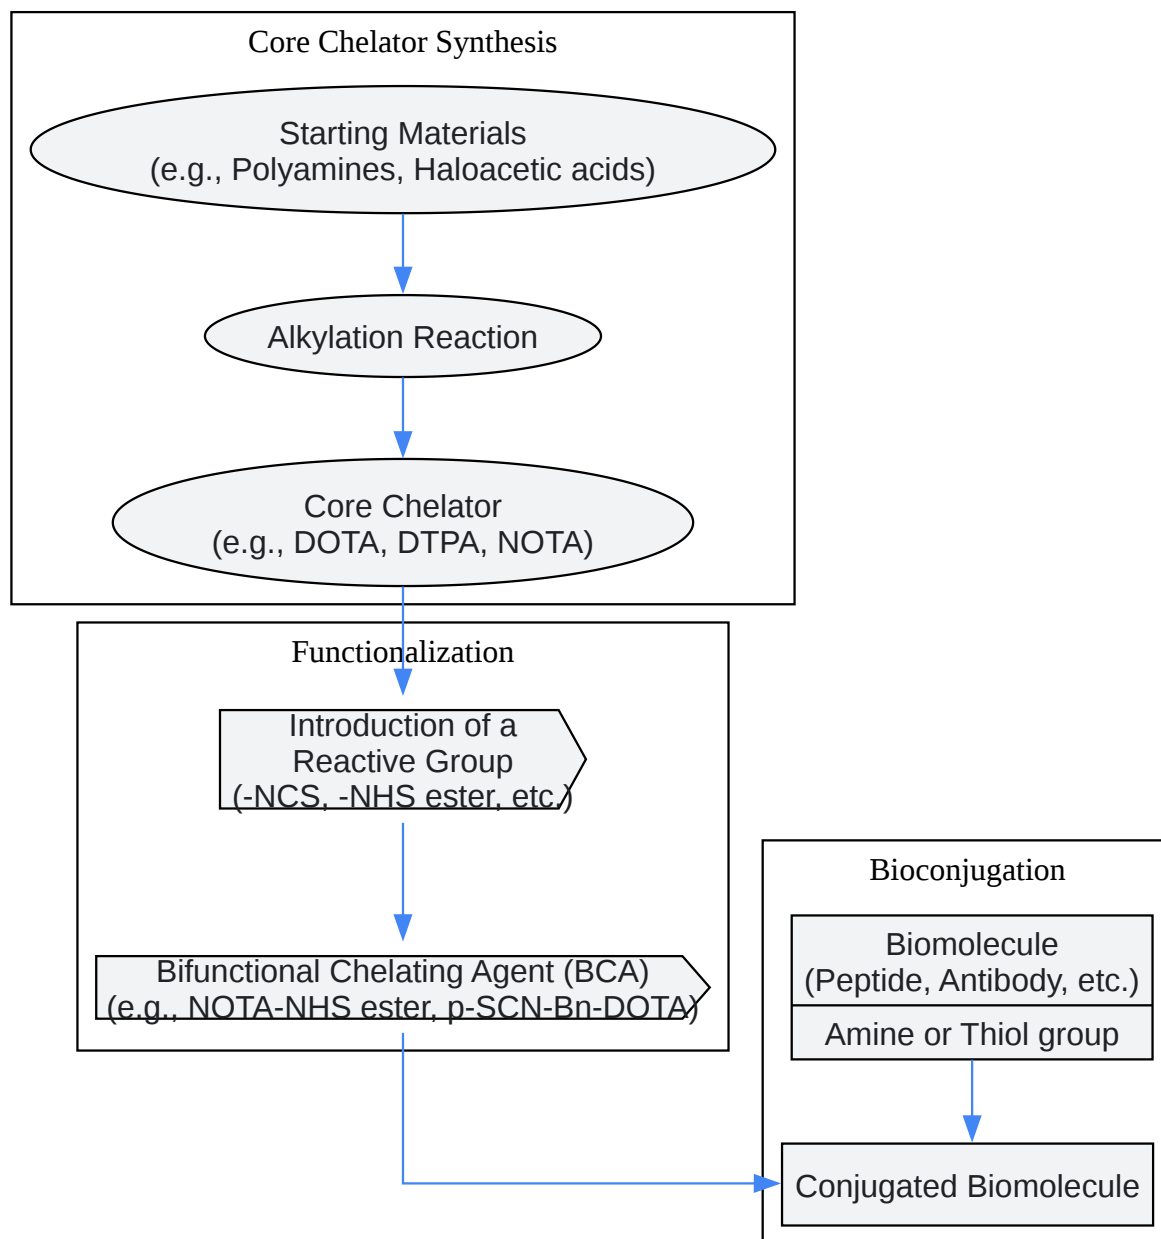 Core Chelator Synthesis
Starting Materials
(e.g., Polyamines, Haloacetic acids)
Alkylation Reaction
Core Chelator
(e.g., DOTA, DTPA, NOTA)
Functionalization
Introduction of a
Reactive Group
(-NCS, -NHS ester, etc.)
Bifunctional Chelating Agent (BCA)
(e.g., NOTA-NHS ester, p-SCN-Bn-DOTA)
Bioconjugation
Biomolecule
(Peptide, Antibody, etc.)
Amine or Thiol group
Conjugated Biomolecule